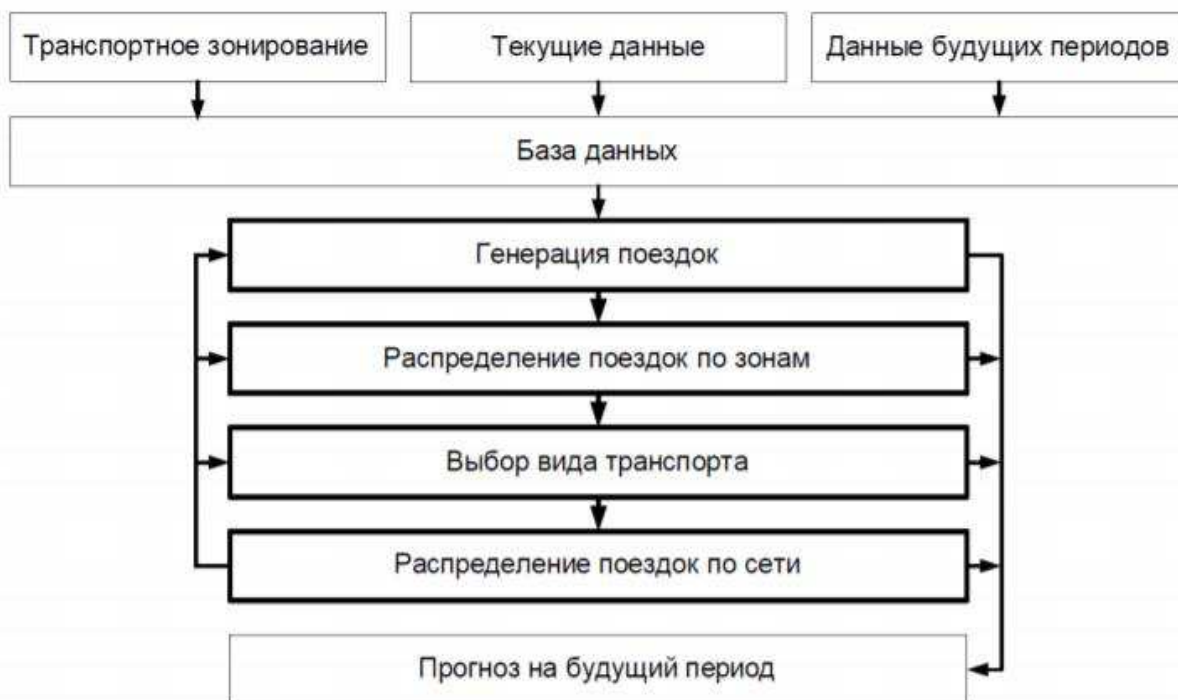 Транспортное зонирование
Текущие данные
Данные будущих периодов
База данных
Генерация поездок
Распределение поездок по зонам
Выбор вида транспорта
Распределение поездок по сети
Прогноз на будущий период